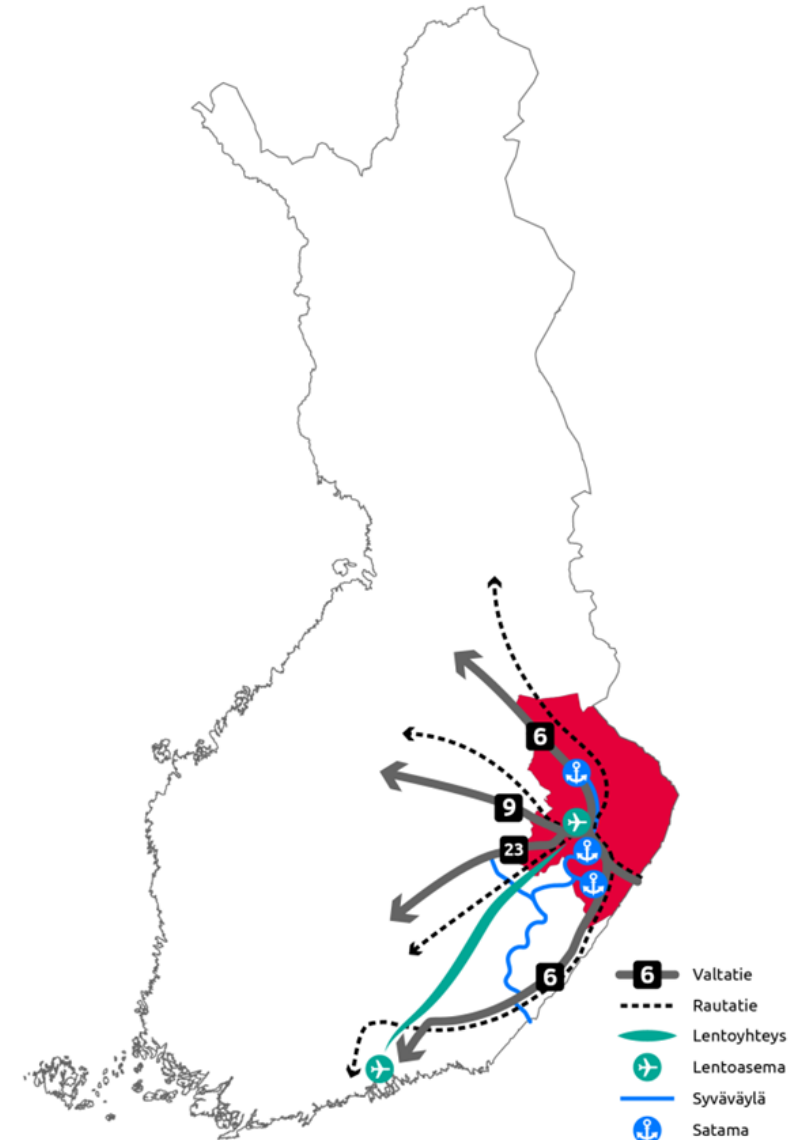 6
9
23
6
6 Valtatie
Rautatie
Lentoyhteys
Lentoasema
Syväväylä
Satama